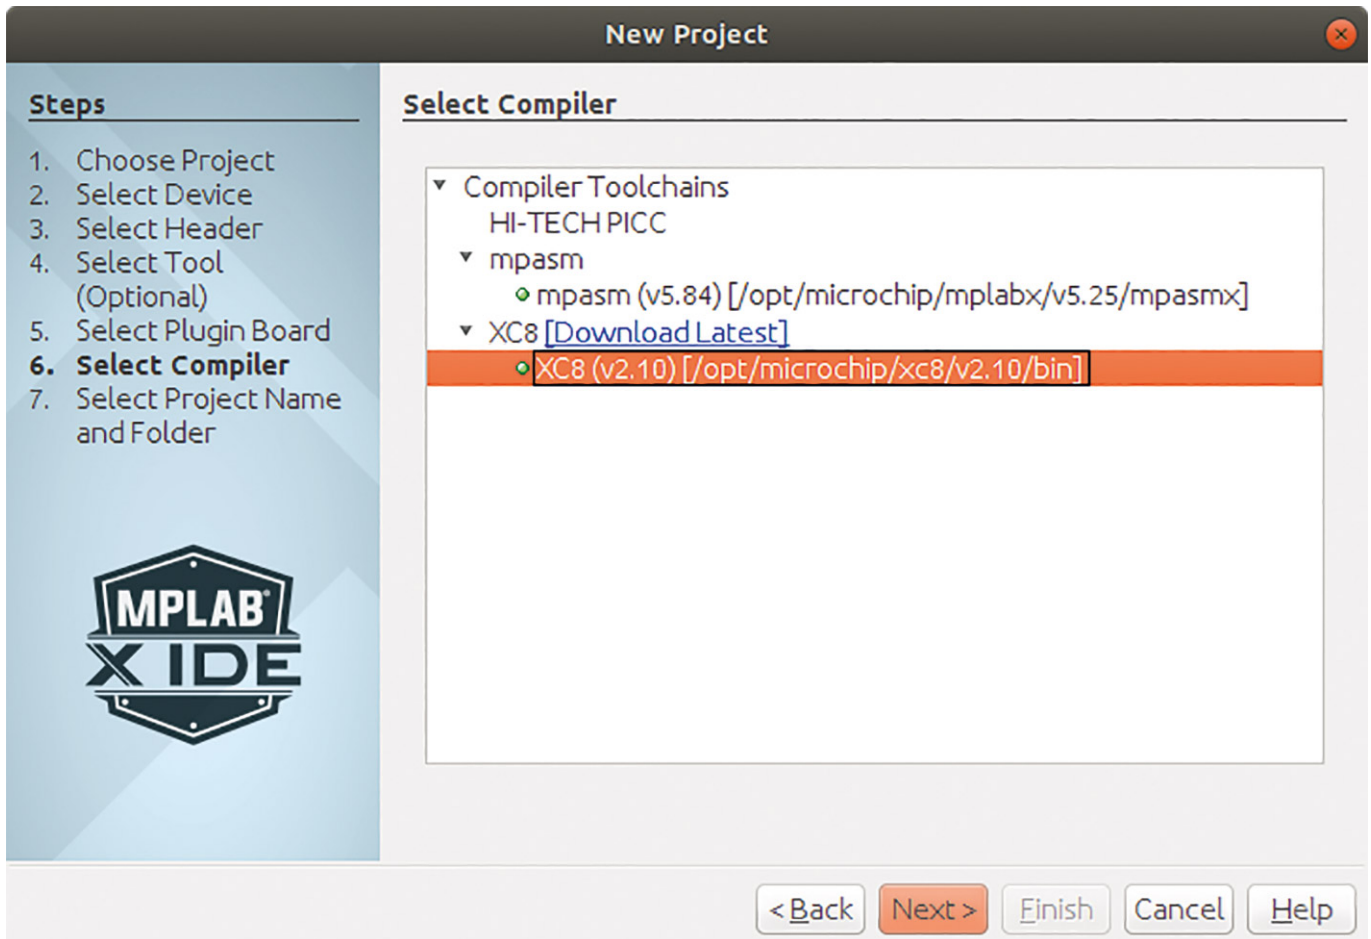 New Project
Steps
1. Choose Project
2. Select Device
3. Select Header
4. Select Tool
(Optional)
5. Select Plugin Board
6. Select Compiler
7. Select Project Name
and Folder
MPLAB®
X IDE
Select Compiler
Compiler Toolchains
HI-TECH PICC
mpasm
mpasm (v5.84) [/opt/microchip/mplabx/v5.25/mpasmx]
XC8 [Download Latest]
XC8 (v2.10) [/opt/microchip/xc8/v2.10/bin]
< Back Next > Finish Cancel Help